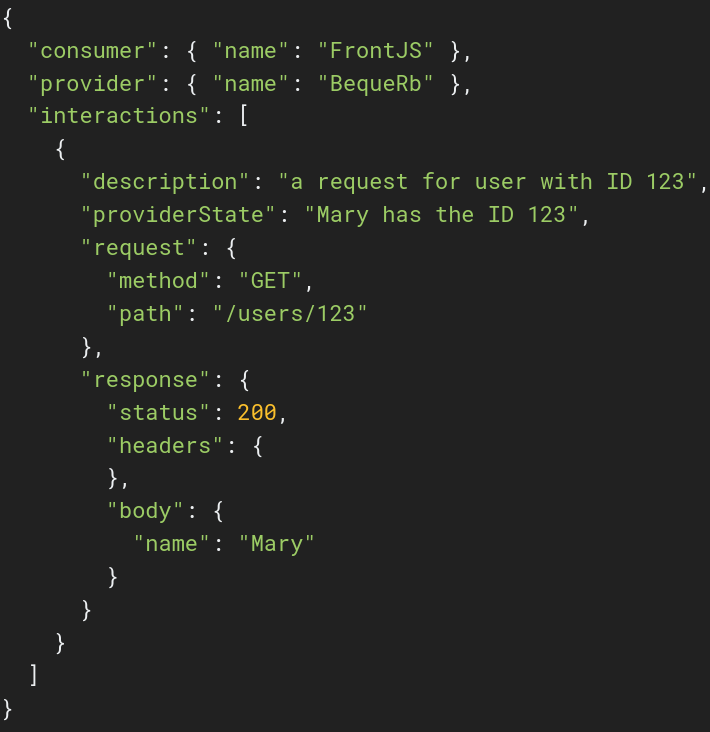 {
  "consumer": { "name": "FrontJS" },
  "provider": { "name": "BequeRb" },
  "interactions": [
    {
      "description": "a request for user with ID 123",
      "providerState": "Mary has the ID 123",
      "request": {
        "method": "GET",
        "path": "/users/123"
      },
      "response": {
        "status": 200,
        "headers": {
        },
        "body": {
          "name": "Mary"
        }
      }
    }
  ]
}